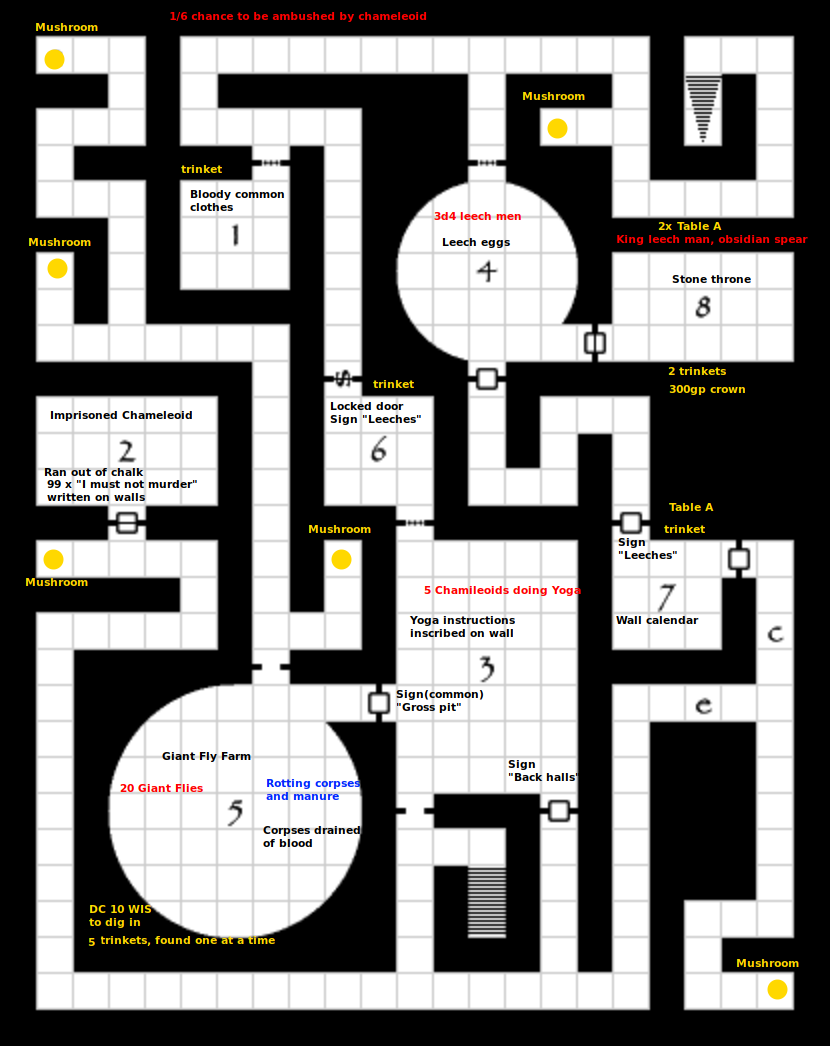 1/6 chance to be ambushed by chameleoid
Mushroom
Mushroom
trinket
Bloody common
clothes
1
3d4 leech men
Leech eggs
4
2x Table A
King leech man, obsidian spear
Stone throne
8
Mushroom
2 trinkets
300gp crown
S
trinket
Imprisoned Chameleoid
2
Ran out of chalk
99 x "I must not murder"
written on walls
Locked door
Sign "Leeches"
6
Table A
trinket
Mushroom
Mushroom
Sign
"Leeches"
7
Wall calendar
c
5 Chamileoids doing Yoga
Yoga instructions
inscribed on wall
3
Sign(common)
"Gross pit"
e
Giant Fly Farm
20 Giant Flies
Rotting corpses
and manure
5
Corpses drained
of blood
Sign
"Back halls"
DC 10 WIS
to dig in
5 trinkets, found one at a time
Mushroom